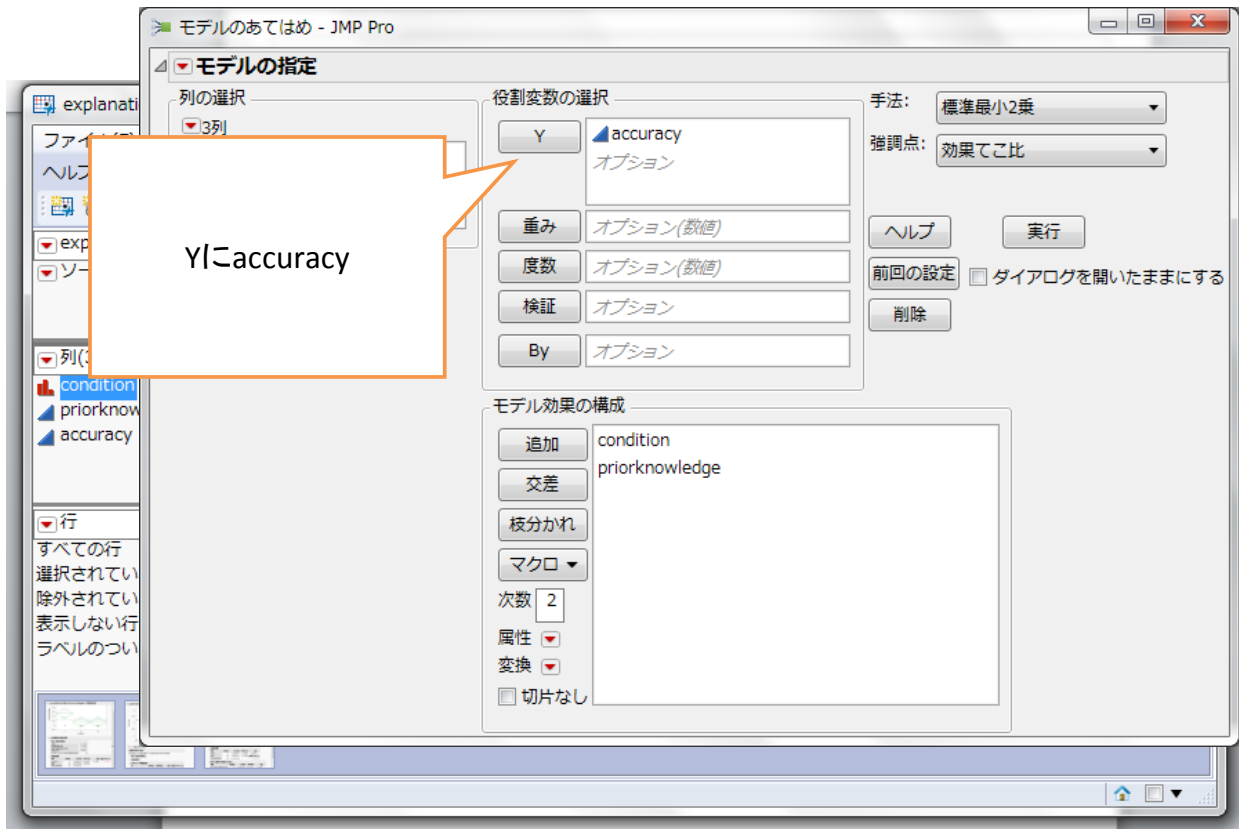 モデルのあてはめ - JMP Pro
モデルの指定
列の選択
3列
役割変数の選択
Y
accuracy
オプション
重み
オプション(数値)
度数
オプション(数値)
検証
オプション
By
オプション
手法:
標準最小2乗
強調点:
効果てこ比
ヘルプ
実行
前回の設定
ダイアログを開いたままにする
削除
モデル効果の構成
追加
交差
枝分かれ
マクロ
次数 2
属性
変換
切片なし
condition
priorknowledge
Yにaccuracy
explanati
ヘルプ
exp
ソー
列(3
condition
priorknow
accuracy
行
すべての行
選択されてい
除外されてい
表示しない行
ラベルのつい